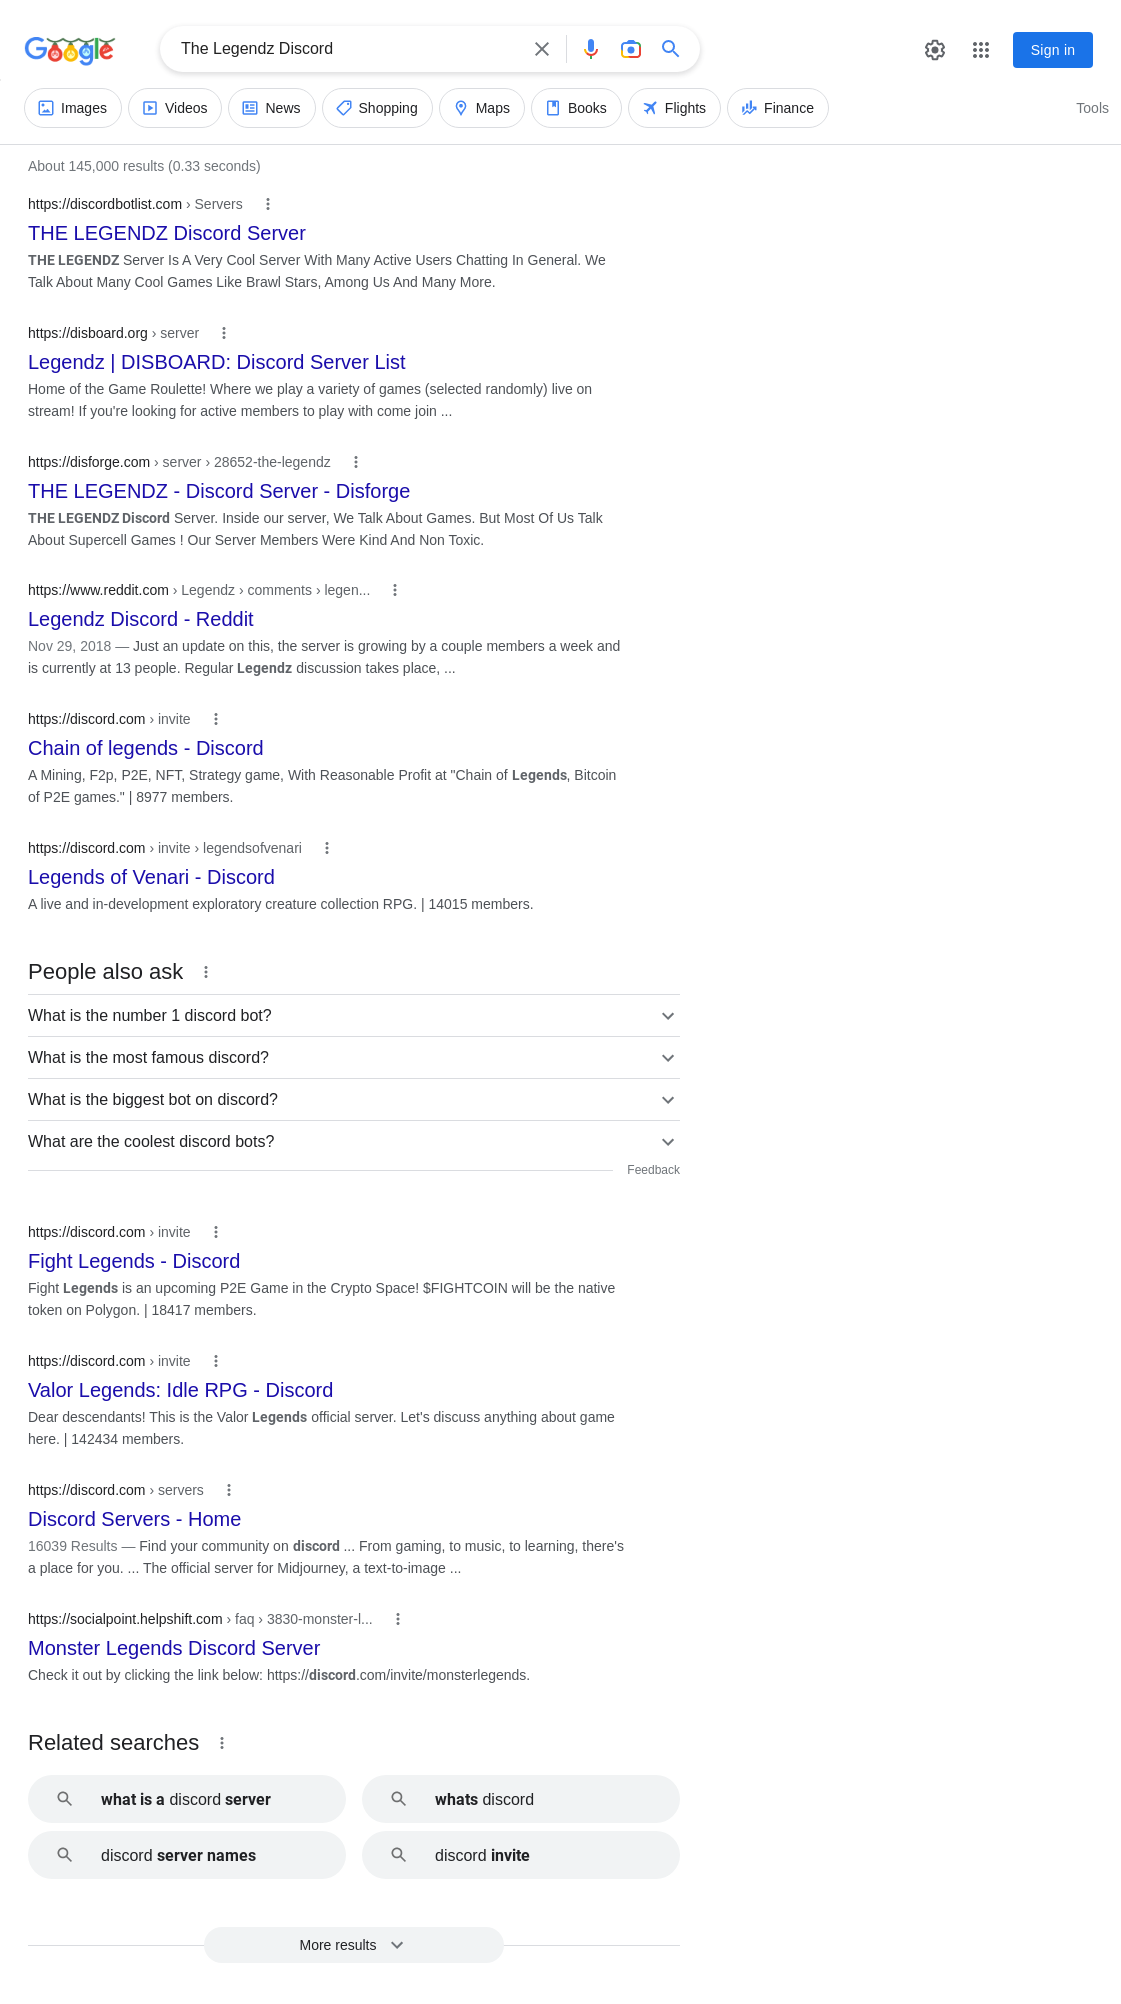 Google
The Legendz Discord
Sign in
Images Videos News Shopping Maps Books Flights Finance Tools
About 145,000 results (0.33 seconds)
https://discordbotlist.com › Servers
THE LEGENDZ Discord Server
THE LEGENDZ Server Is A Very Cool Server With Many Active Users Chatting In General. We
Talk About Many Cool Games Like Brawl Stars, Among Us And Many More.
https://disboard.org › server
Legendz | DISBOARD: Discord Server List
Home of the Game Roulette! Where we play a variety of games (selected randomly) live on
stream! If you're looking for active members to play with come join ...
https://disforge.com › server › 28652-the-legendz
THE LEGENDZ - Discord Server - Disforge
THE LEGENDZ Discord Server. Inside our server, We Talk About Games. But Most Of Us Talk
About Supercell Games ! Our Server Members Were Kind And Non Toxic.
https://www.reddit.com › Legendz › comments › legen...
Legendz Discord - Reddit
Nov 29, 2018 — Just an update on this, the server is growing by a couple members a week and
is currently at 13 people. Regular Legendz discussion takes place, ...
https://discord.com › invite
Chain of legends - Discord
A Mining, F2p, P2E, NFT, Strategy game, With Reasonable Profit at "Chain of Legends, Bitcoin
of P2E games." | 8977 members.
https://discord.com › invite › legendsofvenari
Legends of Venari - Discord
A live and in-development exploratory creature collection RPG. | 14015 members.
People also ask
What is the number 1 discord bot?
What is the most famous discord?
What is the biggest bot on discord?
What are the coolest discord bots?
Feedback
https://discord.com › invite
Fight Legends - Discord
Fight Legends is an upcoming P2E Game in the Crypto Space! $FIGHTCOIN will be the native
token on Polygon. | 18417 members.
https://discord.com › invite
Valor Legends: Idle RPG - Discord
Dear descendants! This is the Valor Legends official server. Let's discuss anything about game
here. | 142434 members.
https://discord.com › servers
Discord Servers - Home
16039 Results — Find your community on discord ... From gaming, to music, to learning, there's
a place for you. ... The official server for Midjourney, a text-to-image ...
https://socialpoint.helpshift.com › faq › 3830-monster-l...
Monster Legends Discord Server
Check it out by clicking the link below: https://discord.com/invite/monsterlegends.
Related searches
what is a discord server
whats discord
discord server names
discord invite
More results